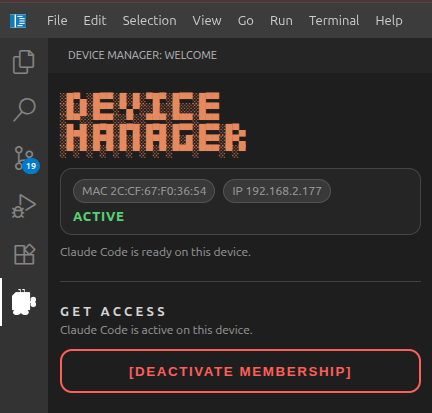 File Edit Selection View Go Run Terminal Help
DEVICE MANAGER: WELCOME
DEVICE
MANAGER
MAC 2C:CF:67:F0:36:54 IP 192.168.2.177
ACTIVE
Claude Code is ready on this device.
19
GET ACCESS
Claude Code is active on this device.
[DEACTIVATE MEMBERSHIP]